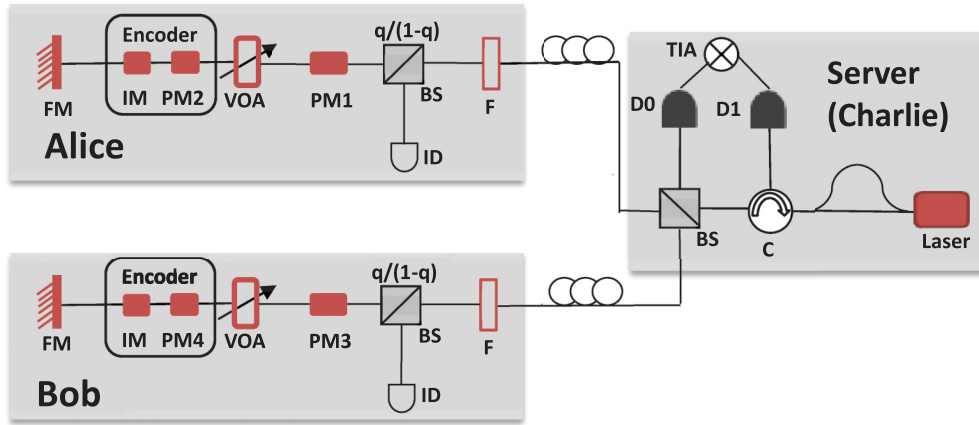 Encoder
q/(1-q)
FM
IM
PM2
VOA
PM1
BS
F
ID
Alice
TIA
D0
D1
Server
(Charlie)
BS
C
Laser
Encoder
q/(1-q)
FM
IM
PM4
VOA
PM3
BS
F
ID
Bob